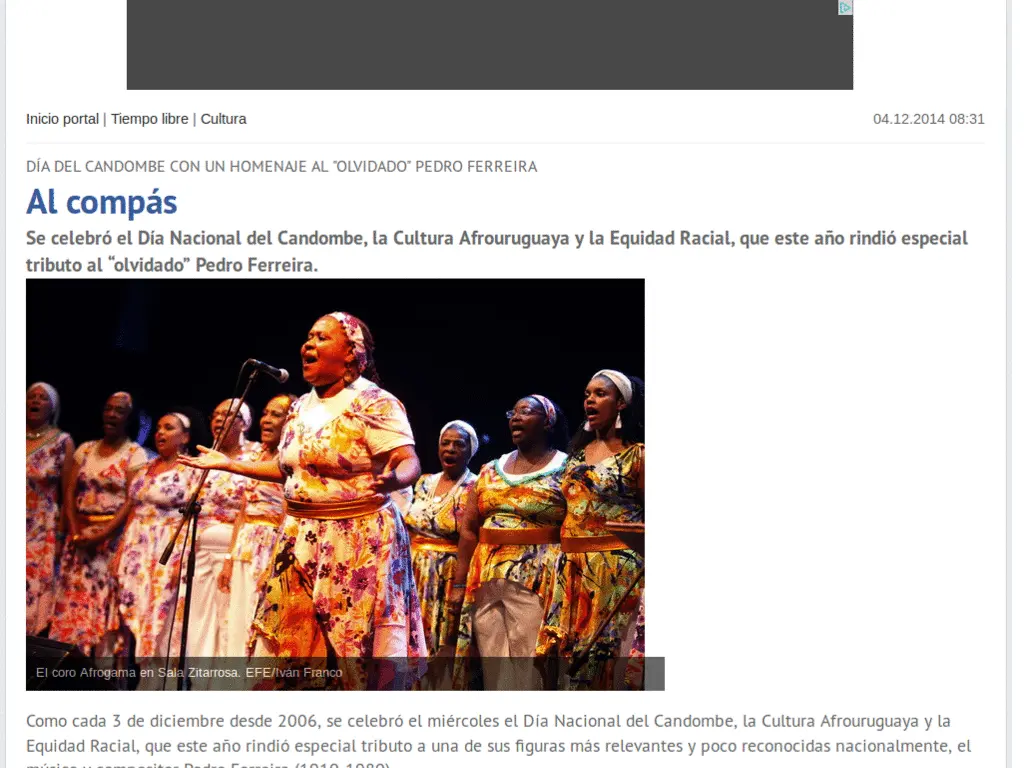 Inicio portal | Tiempo libre | Cultura
04.12.2014 08:31
DÍA DEL CANDOMBE CON UN HOMENAJE AL "OLVIDADO" PEDRO FERREIRA
Al compás
Se celebró el Día Nacional del Candombe, la Cultura Afrouruguaya y la Equidad Racial, que este año rindió especial
tributo al “olvidado” Pedro Ferreira.
El coro Afrogama en Sala Zitarrosa. EFE/Iván Franco
Como cada 3 de diciembre desde 2006, se celebró el miércoles el Día Nacional del Candombe, la Cultura Afrouruguaya y la
Equidad Racial, que este año rindió especial tributo a una de sus figuras más relevantes y poco reconocidas nacionalmente, el
músico y compositor Pedro Ferreira